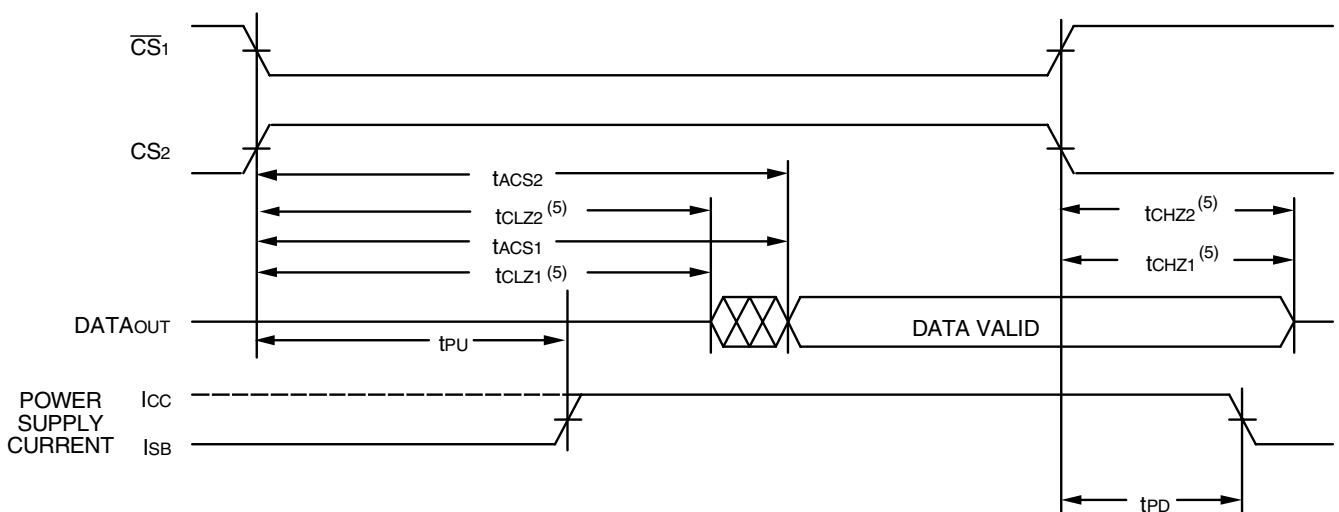 CS1
CS2
tACS2
tCLZ2 (5)
tCHZ2 (5)
tACS1
tCLZ1 (5)
tCHZ1 (5)
DATAOUT
DATA VALID
tPU
POWER SUPPLY CURRENT
ICC
ISB
tPD